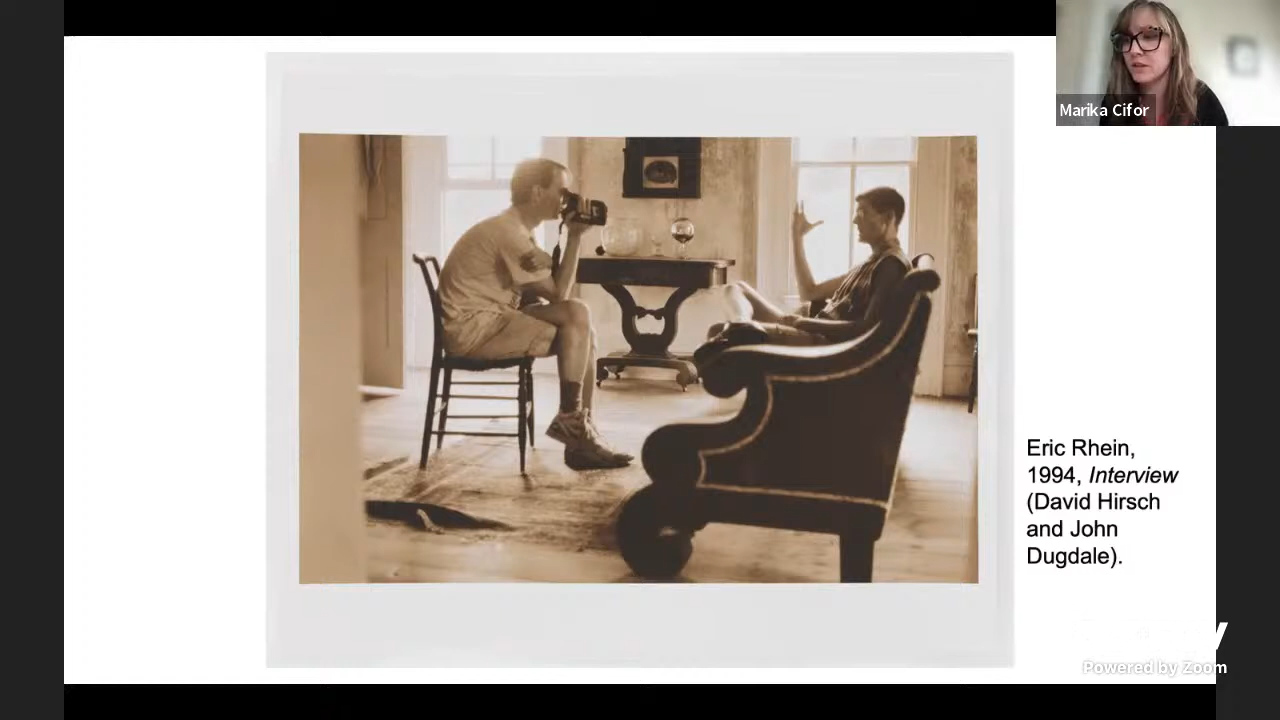 Marika Cifor
Eric Rhein,
1994, Interview
(David Hirsch
and John
Dugdale).
Powered by Zoom